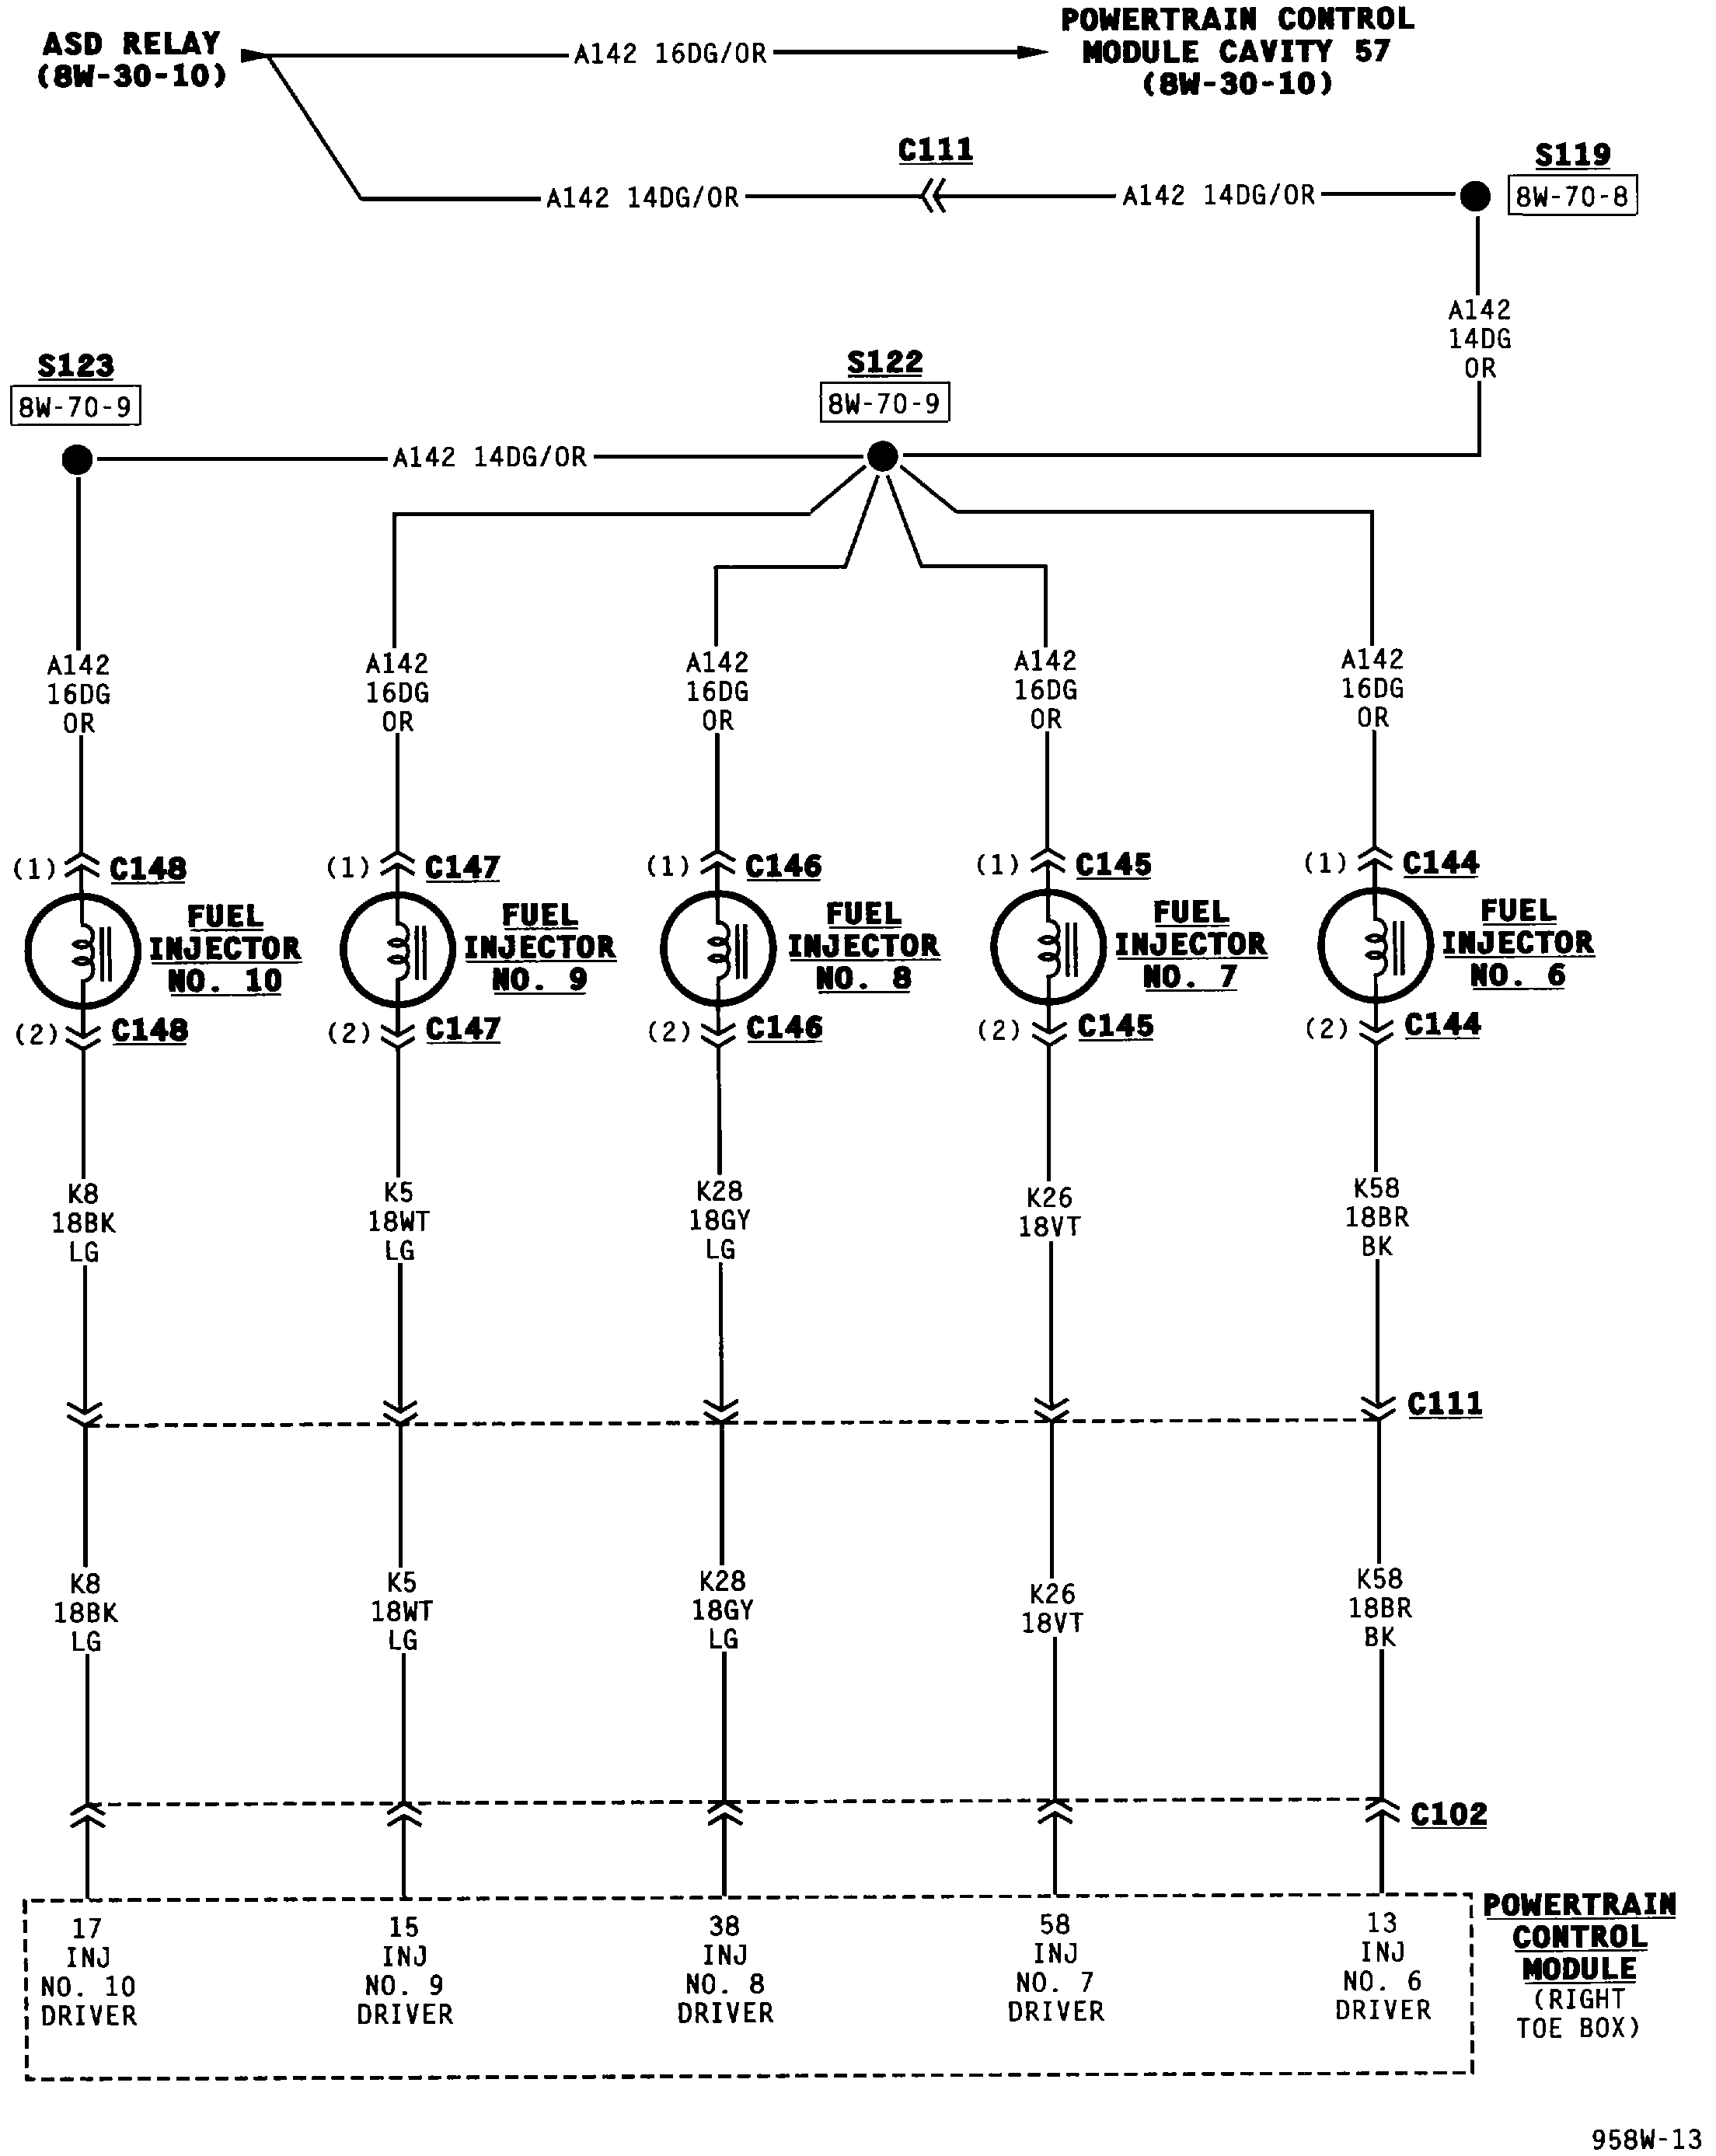 ASD RELAY
(8W-30-10)
A142 16DG/OR
POWERTRAIN CONTROL
MODULE CAVITY 57
(8W-30-10)
C111
A142 14DG/OR
A142 14DG/OR
S119
8W-70-8
A142
14DG
OR
S123
8W-70-9
S122
8W-70-9
A142 14DG/OR
A142
16DG
OR
A142
16DG
OR
A142
16DG
OR
A142
16DG
OR
A142
16DG
OR
(1) C148
FUEL
INJECTOR
NO. 10
(2) C148
(1) C147
FUEL
INJECTOR
NO. 9
(2) C147
(1) C146
FUEL
INJECTOR
NO. 8
(2) C146
(1) C145
FUEL
INJECTOR
NO. 7
(2) C145
(1) C144
FUEL
INJECTOR
NO. 6
(2) C144
K8
18BK
LG
K5
18WT
LG
K28
18GY
LG
K26
18VT
K58
18BR
BK
C111
K8
18BK
LG
K5
18WT
LG
K28
18GY
LG
K26
18VT
K58
18BR
BK
C102
17
INJ
NO. 10
DRIVER
15
INJ
NO. 9
DRIVER
38
INJ
NO. 8
DRIVER
58
INJ
NO. 7
DRIVER
13
INJ
NO. 6
DRIVER
POWERTRAIN
CONTROL
MODULE
(RIGHT
TOE BOX)
958W-13